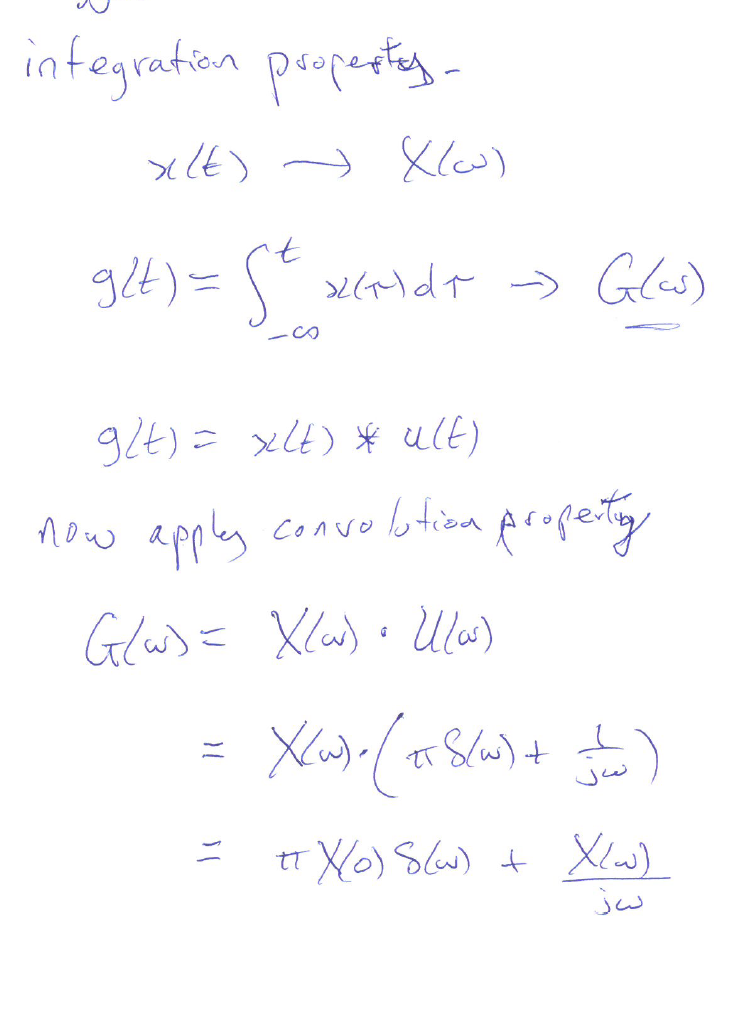 integration property-
x(t) → X(ω)
g(t) = ∫_{-∞}^{t} x(τ) dτ → G(ω)
g(t) = x(t) * u(t)
now apply convolution property
G(ω) = X(ω) · U(ω)
= X(ω) · (π δ(ω) + 1/jω)
= π X(0) δ(ω) + X(ω)/jω